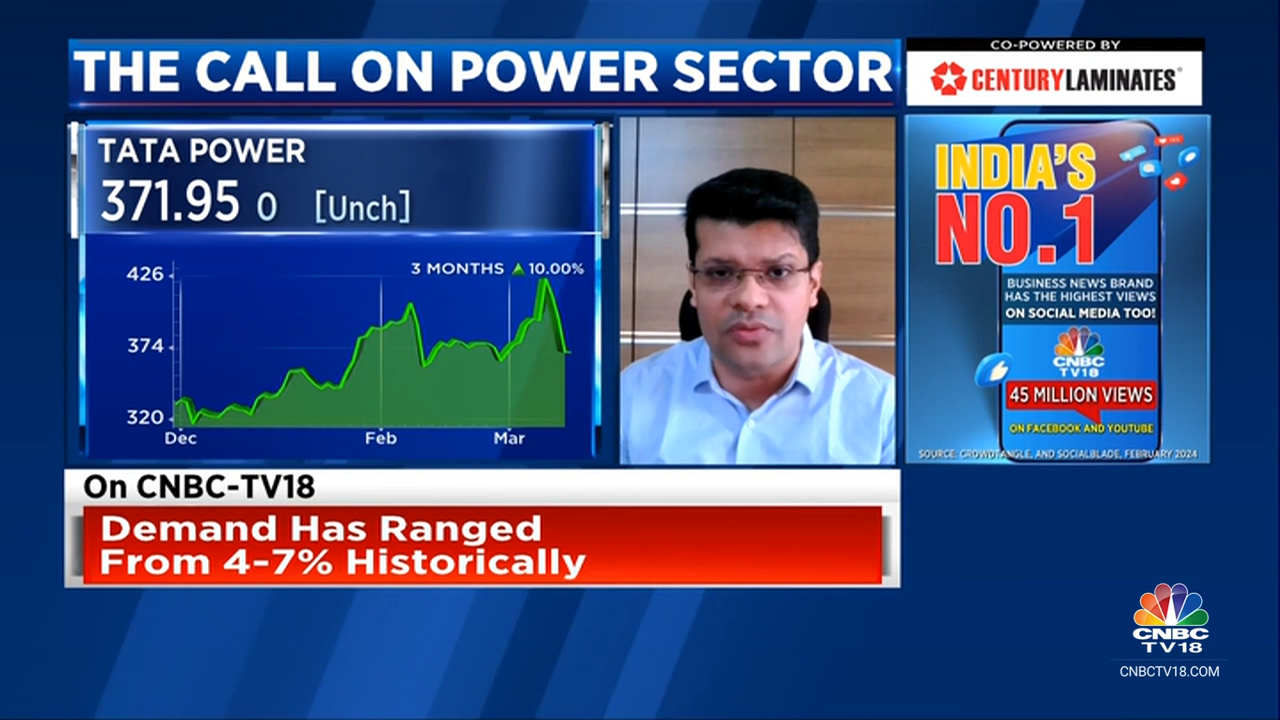 THE CALL ON POWER SECTOR
CO-POWERED BY
CENTURYLAMINATES®
TATA POWER
371.95 0 [Unch]
3 MONTHS ▲ 10.00%
426
374
320
Dec Feb Mar
INDIA'S
NO.1
BUSINESS NEWS BRAND
HAS THE HIGHEST VIEWS
ON SOCIAL MEDIA TOO!
CNBC
TV18
45 MILLION VIEWS
ON FACEBOOK AND YOUTUBE
SOURCE: CROWDTANGLE, AND SOCIALBLADE, FEBRUARY 2024
On CNBC-TV18
Demand Has Ranged
From 4-7% Historically
CNBC
TV18
CNBCTV18.COM